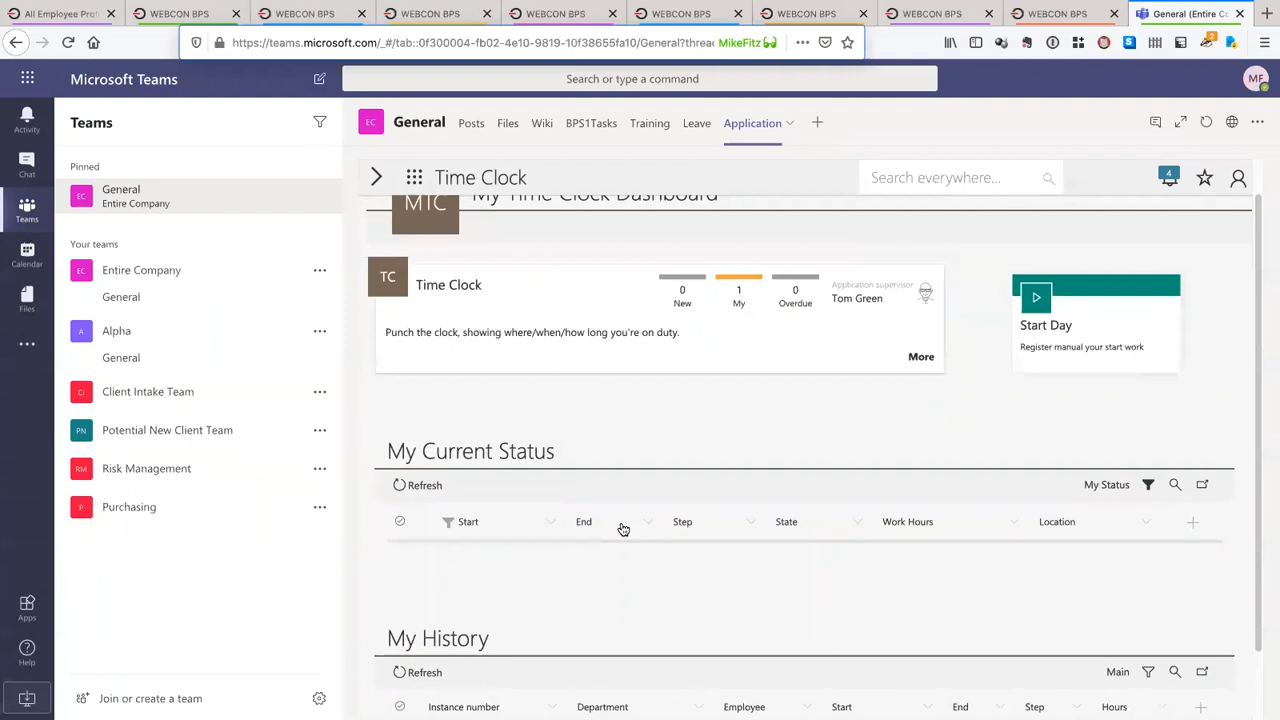 All Employee Prof
WEBCON BPS
WEBCON BPS
WEBCON BPS
WEBCON BPS
WEBCON BPS
WEBCON BPS
WEBCON BPS
WEBCON BPS
General (Entire C
https://teams.microsoft.com/_#/tab::0f300004-fb02-4e10-9819-10f38655fa10/General?threa
MikeFitz
Microsoft Teams
Search or type a command
MF
Activity
Chat
Teams
Calendar
Files
Apps
Help
Teams
Pinned
EC
General
Entire Company
Your teams
EC
Entire Company
General
Alpha
General
CI
Client Intake Team
PN
Potential New Client Team
RM
Risk Management
P
Purchasing
Join or create a team
EC
General
Posts
Files
Wiki
BPS1Tasks
Training
Leave
Application
Time Clock
Search everywhere...
4
MTC
My Time Clock Dashboard
TC
Time Clock
0
New
1
My
0
Overdue
Application supervisor
Tom Green
Punch the clock, showing where/when/how long you're on duty.
More
Start Day
Register manual your start work
My Current Status
Refresh
My Status
Start
End
Step
State
Work Hours
Location
My History
Refresh
Main
Instance number
Department
Employee
Start
End
Step
Hours